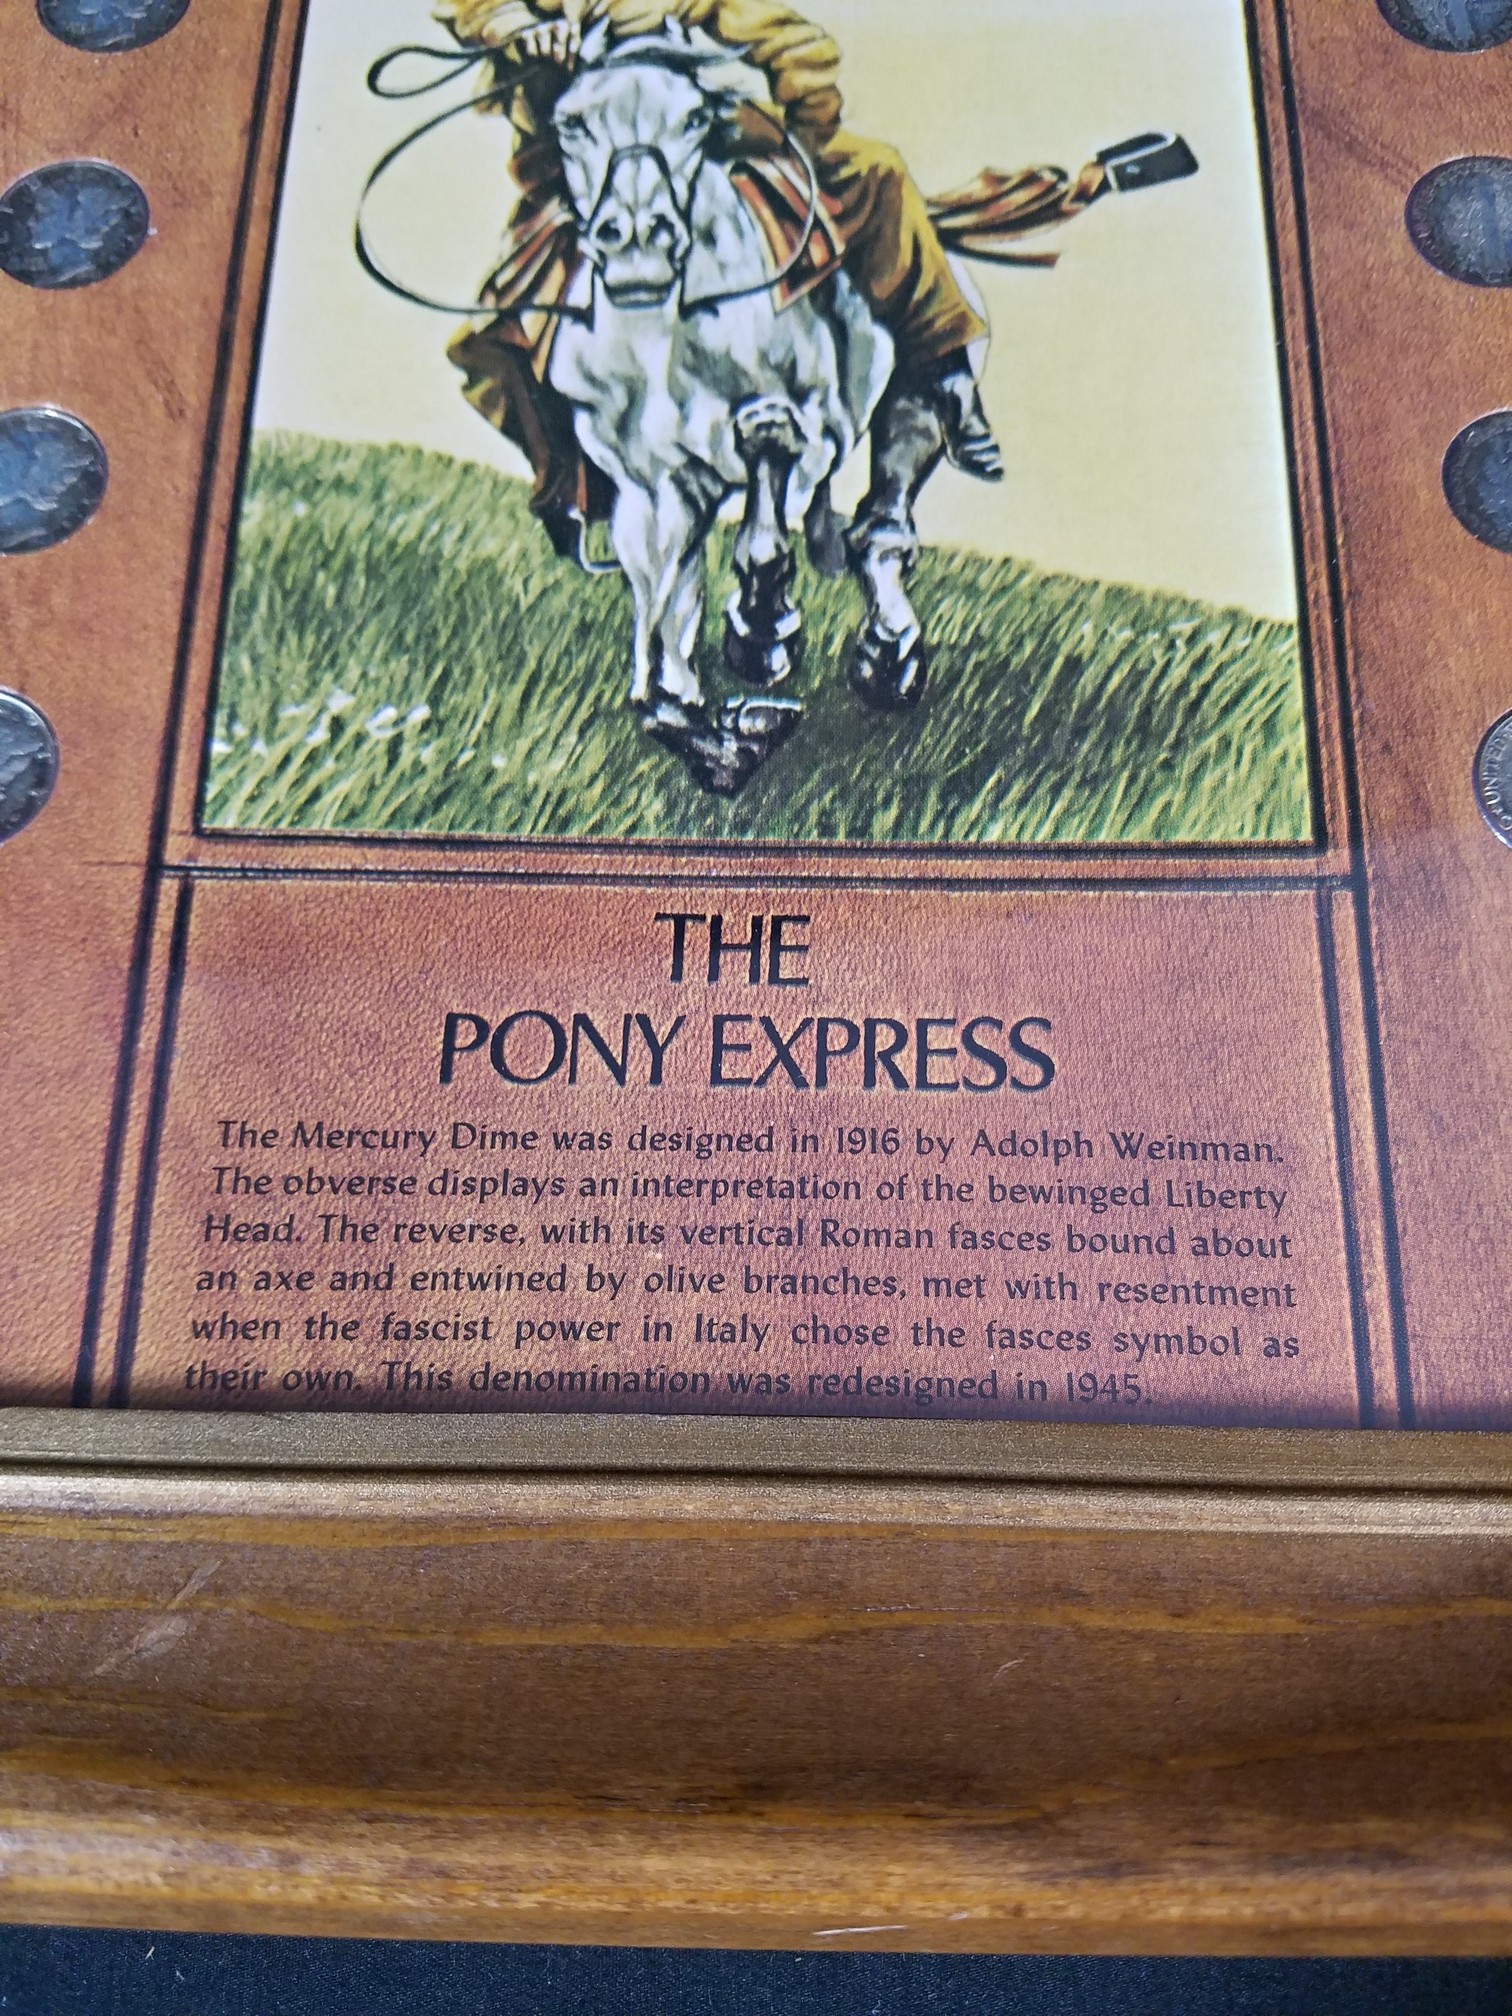 THE
PONY EXPRESS
The Mercury Dime was designed in 1916 by Adolph Weinman.
The obverse displays an interpretation of the bewinged Liberty
Head. The reverse, with its vertical Roman fasces bound about
an axe and entwined by olive branches, met with resentment
when the fascist power in Italy chose the fasces symbol as
their own. This denomination was redesigned in 1945.